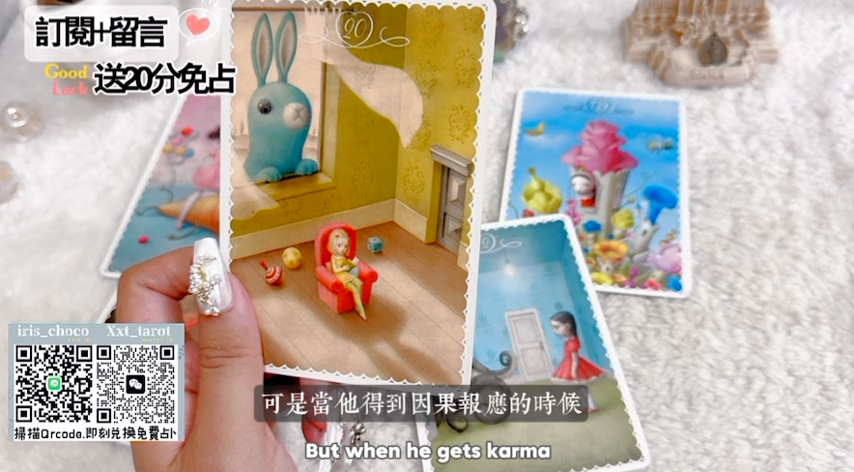 訂閱+留言
Good Luck
送20分免占
20
iris_choco Xxt_tarot
掃描Qrcode.即刻兌換免費占卜
可是當他得到因果報應的時候
But when he gets karma